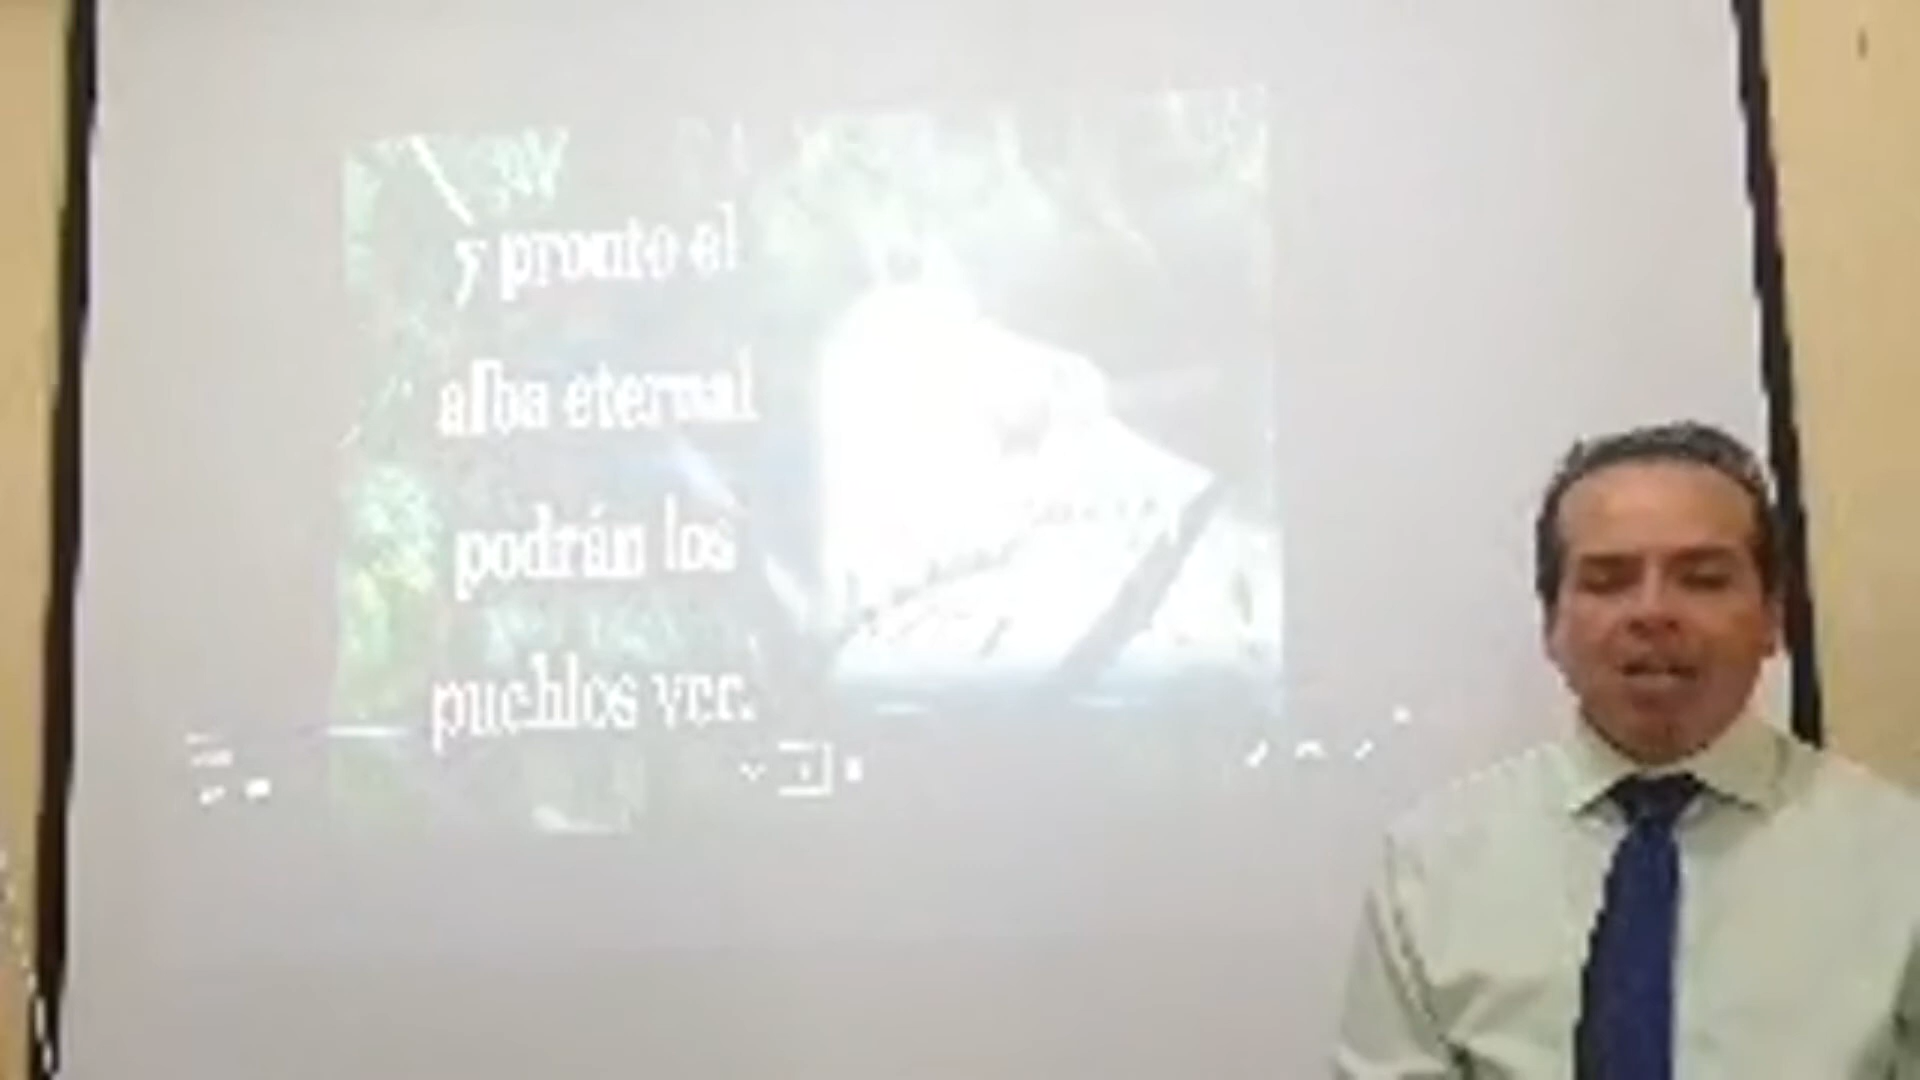 y pronto el
alba eternal
podrán los
pueblos ver.